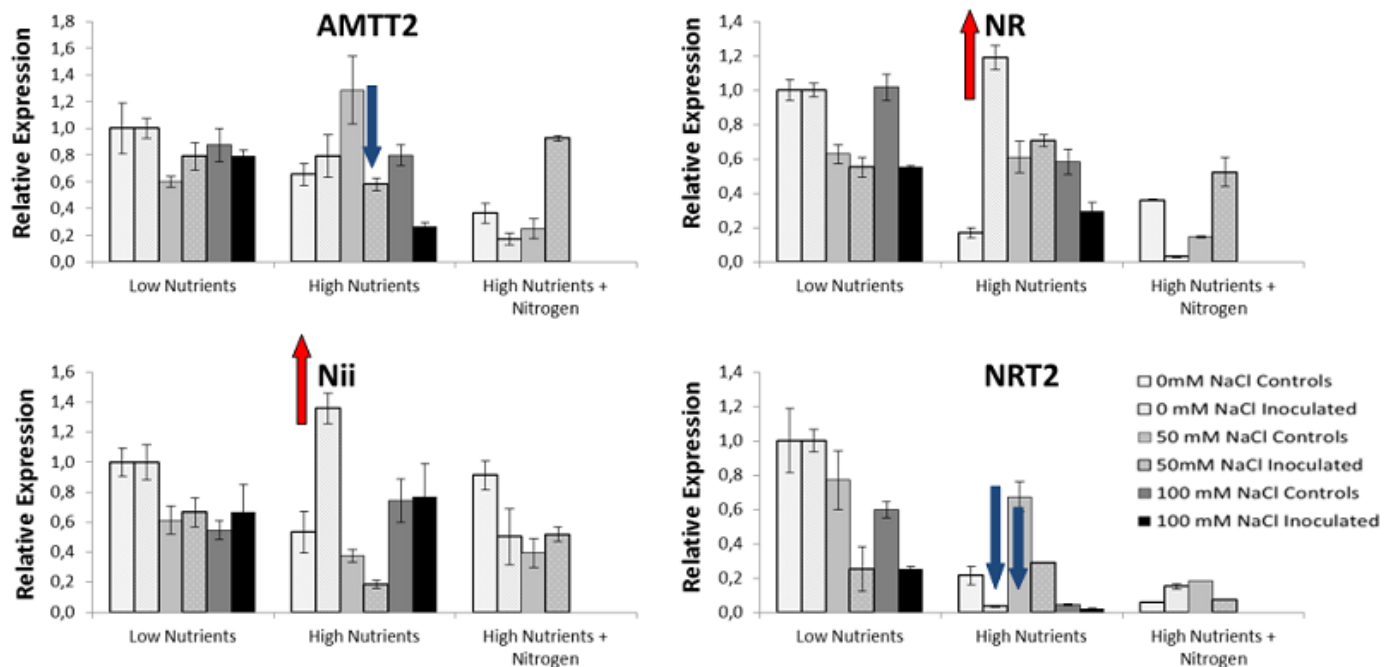 AMTT2
Relative Expression
1,8
1,6
1,4
1,2
1,0
0,8
0,6
0,4
0,2
0,0
Low Nutrients
High Nutrients
High Nutrients +
Nitrogen
NR
Relative Expression
1,4
1,2
1,0
0,8
0,6
0,4
0,2
0,0
Low Nutrients
High Nutrients
High Nutrients +
Nitrogen
Nii
Relative Expression
1,6
1,4
1,2
1,0
0,8
0,6
0,4
0,2
0,0
Low Nutrients
High Nutrients
High Nutrients +
Nitrogen
NRT2
Relative Expression
1,4
1,2
1,0
0,8
0,6
0,4
0,2
0,0
Low Nutrients
High Nutrients
High Nutrients +
Nitrogen
0mM NaCl Controls
0 mM NaCl Inoculated
50 mM NaCl Controls
50mM NaCl Inoculated
100 mM NaCl Controls
100 mM NaCl Inoculated